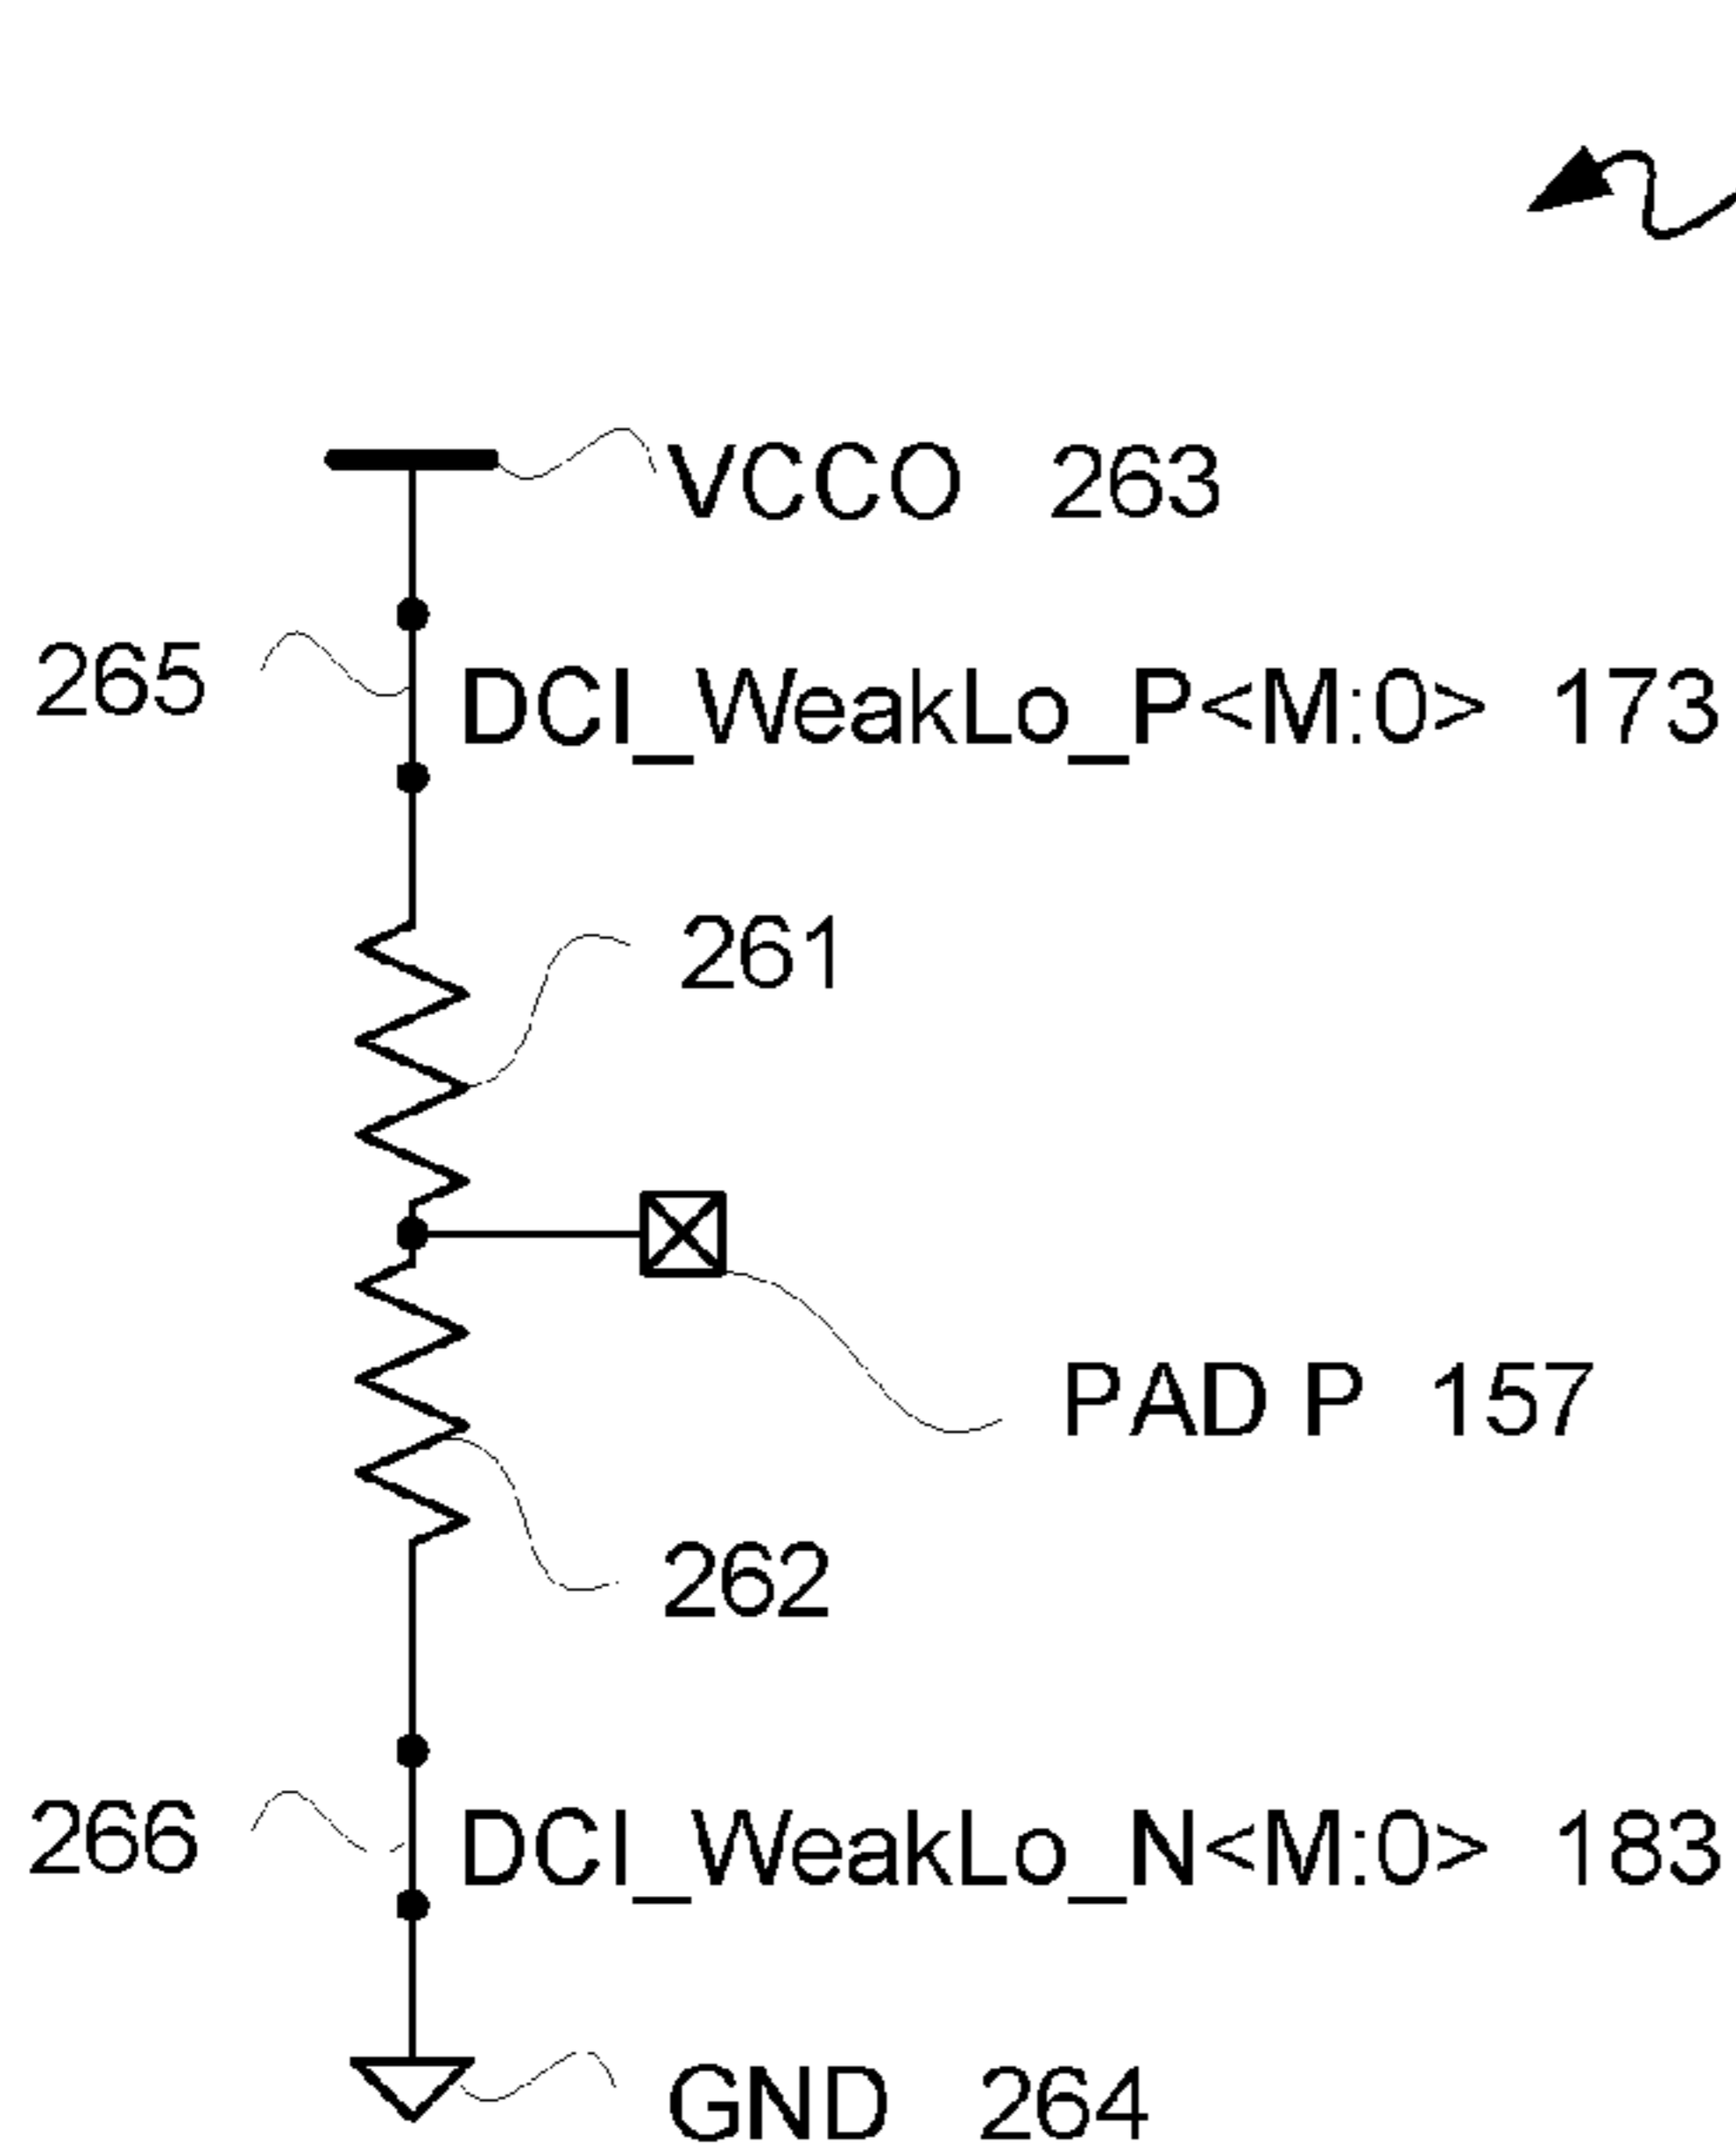 VCCO 263
265 DCI_WeakLo_P<M:0> 173
261
PAD P 157
262
266 DCI_WeakLo_N<M:0> 183
GND 264